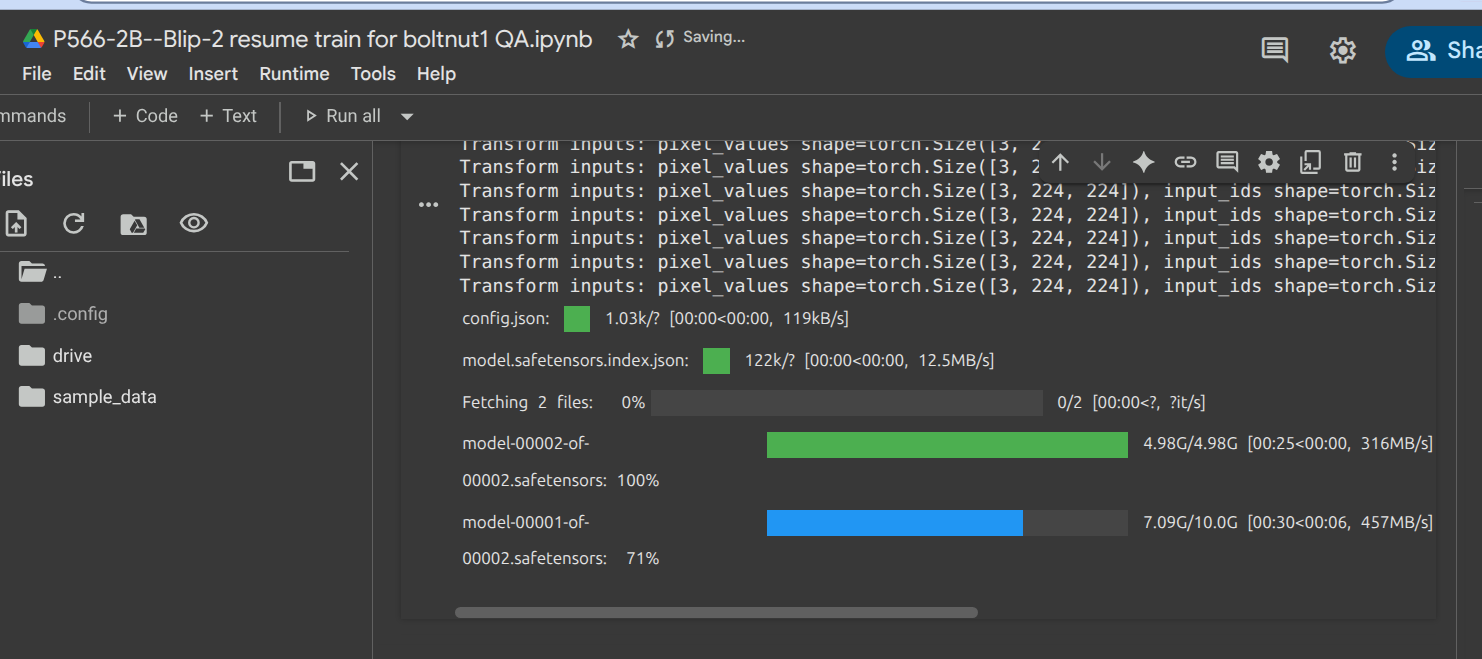 P566-2B--Blip-2 resume train for boltnut1 QA.ipynb Saving...
File Edit View Insert Runtime Tools Help
Sha
mmands + Code + Text Run all
iles
..
.config
drive
sample_data
Transform inputs: pixel_values shape=torch.Size([3, 2 Siz
Transform inputs: pixel_values shape=torch.Size([3, 2 iz
Transform inputs: pixel_values shape=torch.Size([3, 224, 224]), input_ids shape=torch.Siz
Transform inputs: pixel_values shape=torch.Size([3, 224, 224]), input_ids shape=torch.Siz
Transform inputs: pixel_values shape=torch.Size([3, 224, 224]), input_ids shape=torch.Siz
Transform inputs: pixel_values shape=torch.Size([3, 224, 224]), input_ids shape=torch.Siz
Transform inputs: pixel_values shape=torch.Size([3, 224, 224]), input_ids shape=torch.Siz
config.json: 1.03k/? [00:00<00:00, 119kB/s]
model.safetensors.index.json: 122k/? [00:00<00:00, 12.5MB/s]
Fetching 2 files: 0% 0/2 [00:00<?, ?it/s]
model-00002-of- 4.98G/4.98G [00:25<00:00, 316MB/s]
00002.safetensors: 100%
model-00001-of- 7.09G/10.0G [00:30<00:06, 457MB/s]
00002.safetensors: 71%